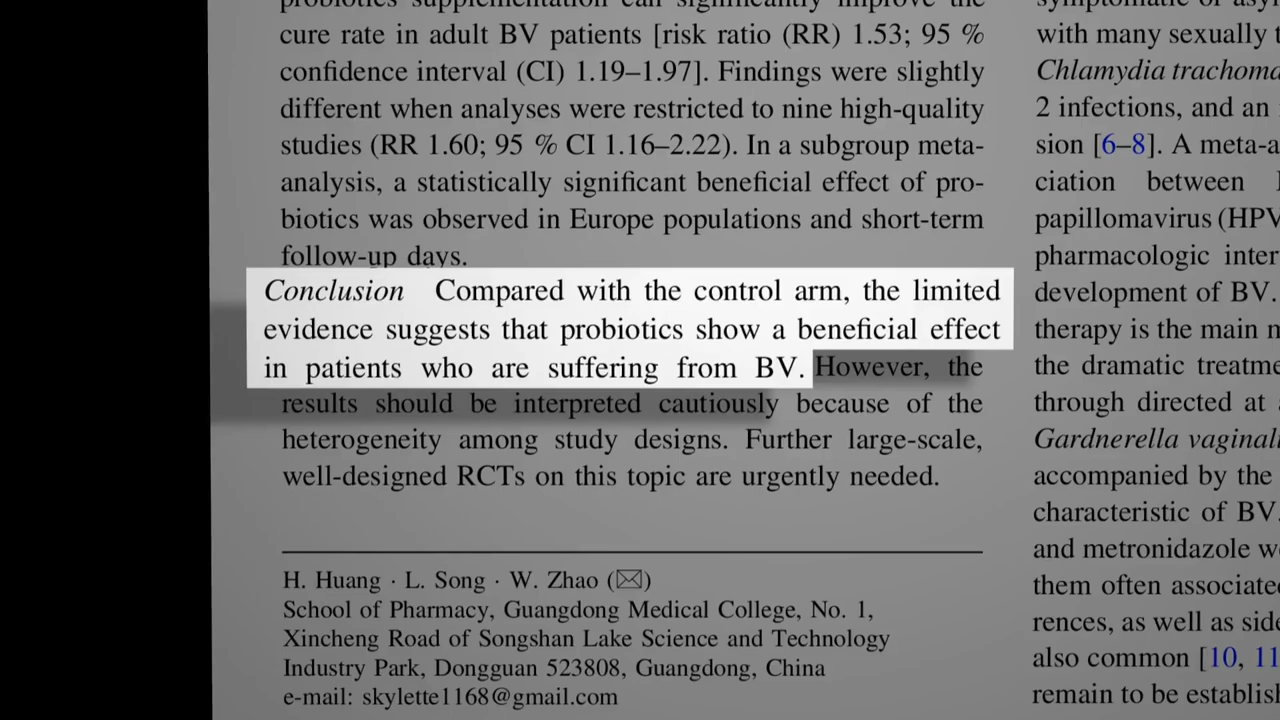 probiotics supplementation can significantly improve the
cure rate in adult BV patients [risk ratio (RR) 1.53; 95 %
confidence interval (CI) 1.19–1.97]. Findings were slightly
different when analyses were restricted to nine high-quality
studies (RR 1.60; 95 % CI 1.16–2.22). In a subgroup meta-
analysis, a statistically significant beneficial effect of pro-
biotics was observed in Europe populations and short-term
follow-up days.
Conclusion Compared with the control arm, the limited
evidence suggests that probiotics show a beneficial effect
in patients who are suffering from BV. However, the
results should be interpreted cautiously because of the
heterogeneity among study designs. Further large-scale,
well-designed RCTs on this topic are urgently needed.
H. Huang · L. Song · W. Zhao (✉)
School of Pharmacy, Guangdong Medical College, No. 1,
Xincheng Road of Songshan Lake Science and Technology
Industry Park, Dongguan 523808, Guangdong, China
e-mail: skylette1168@gmail.com
symptomatic or
with many sexually
Chlamydia
2 infections, and an
sion [6–8]. A
ciation between
papillomavirus (HPV
pharmacologic
development of BV.
therapy is the main
the dramatic
through directed at
Gardnerella
accompanied by the
characteristic of BV.
and metronidazole
them often
rences, as well as
also common [10, 11
remain to be